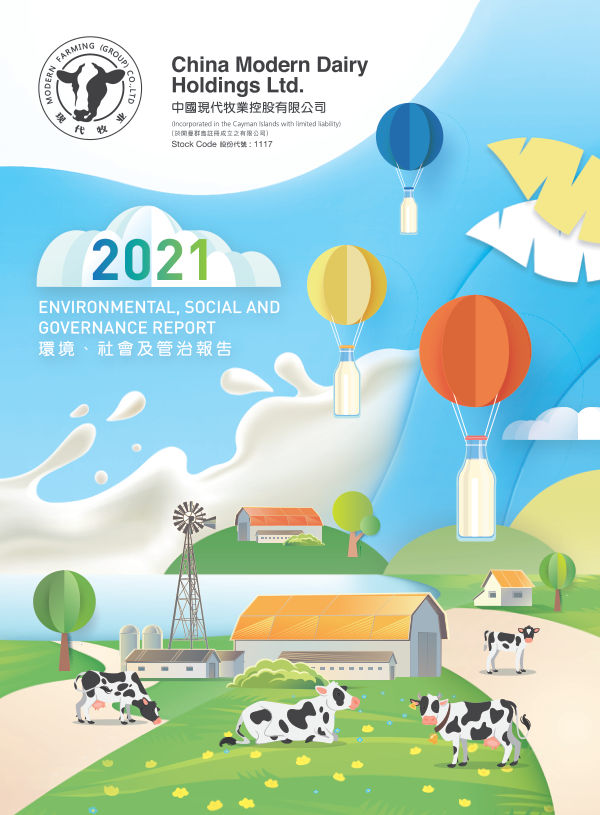 MODERN FARMING (GROUP) CO.,LTD
现代牧业
China Modern Dairy
Holdings Ltd.
中國現代牧業控股有限公司
(Incorporated in the Cayman Islands with limited liability)
(於開曼群島註冊成立之有限公司)
Stock Code 股份代號 : 1117
2021
ENVIRONMENTAL, SOCIAL AND
GOVERNANCE REPORT
環境、社會及管治報告